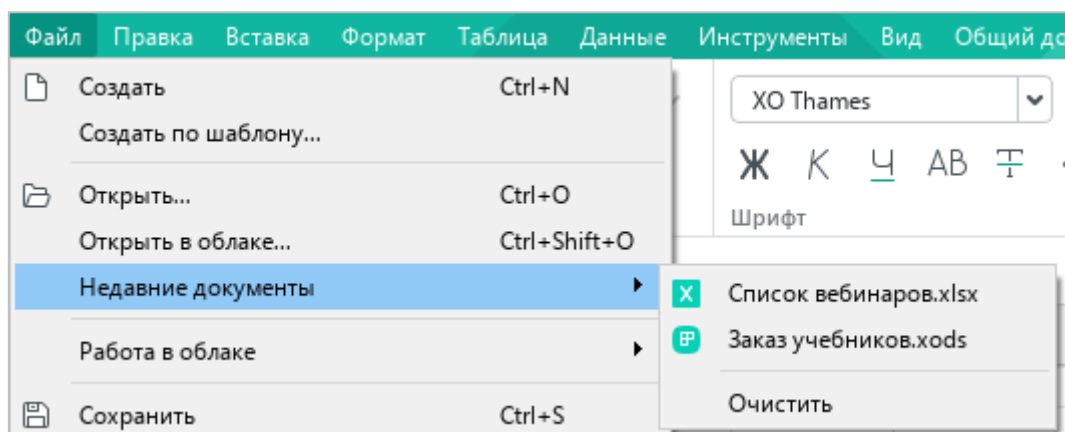 Файл Правка Вставка Формат Таблица Данные Инструменты Вид Общий
Создать Ctrl+N
Создать по шаблону...
Открыть... Ctrl+O
Открыть в облаке... Ctrl+Shift+O
Недавние документы
Работа в облаке
Сохранить Ctrl+S
XO Thames
Ж К Ч АВ Т
Шрифт
Список вебинаров.xlsx
Заказ учебников.xods
Очистить